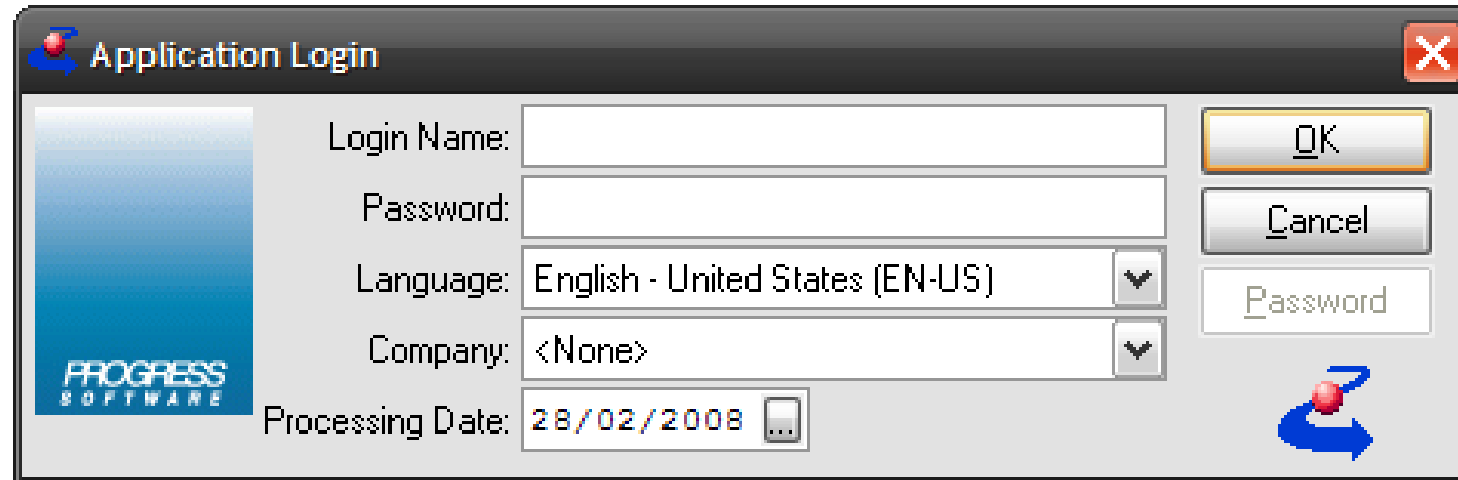 Application Login
Login Name:
OK
Password:
Cancel
Language: English - United States (EN-US)
Password
Company: <None>
PROGRESS
SOFTWARE
Processing Date: 28/02/2008 ...